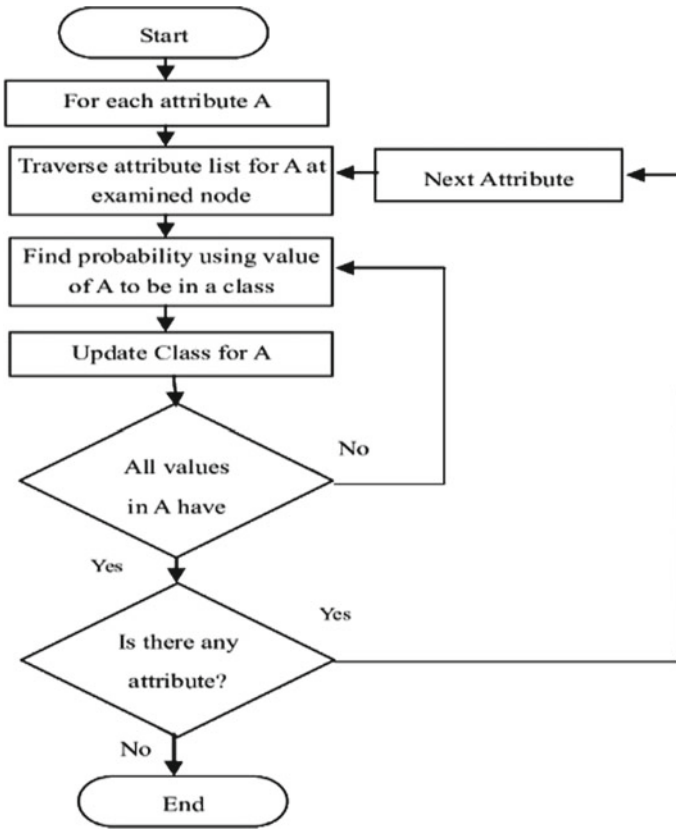 Start
For each attribute A
Traverse attribute list for A at
examined node
Next Attribute
Find probability using value
of A to be in a class
Update Class for A
No
All values
in A have
Yes
Yes
Is there any
attribute?
No
End